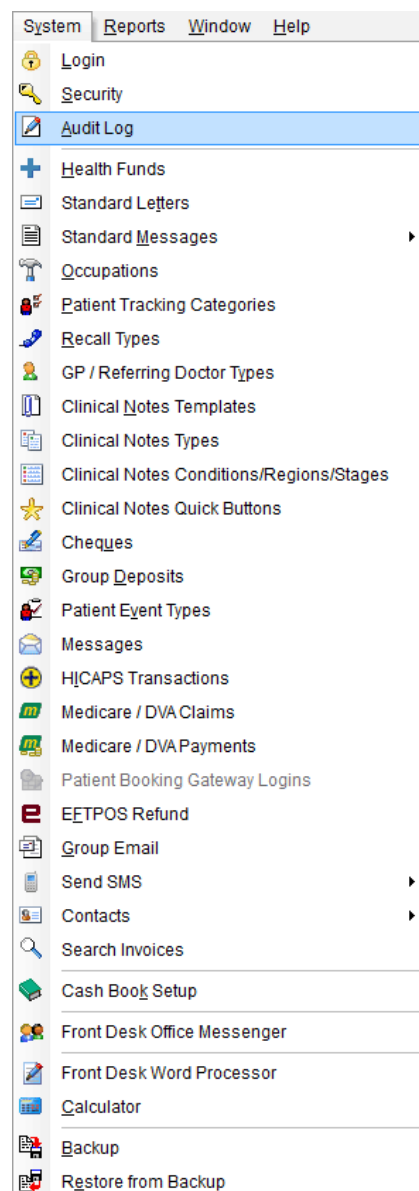 System Reports Window Help
Login
Security
Audit Log
Health Funds
Standard Letters
Standard Messages
Occupations
Patient Tracking Categories
Recall Types
GP / Referring Doctor Types
Clinical Notes Templates
Clinical Notes Types
Clinical Notes Conditions/Regions/Stages
Clinical Notes Quick Buttons
Cheques
Group Deposits
Patient Event Types
Messages
HICAPS Transactions
Medicare / DVA Claims
Medicare / DVA Payments
Patient Booking Gateway Logins
EFTPOS Refund
Group Email
Send SMS
Contacts
Search Invoices
Cash Book Setup
Front Desk Office Messenger
Front Desk Word Processor
Calculator
Backup
Restore from Backup